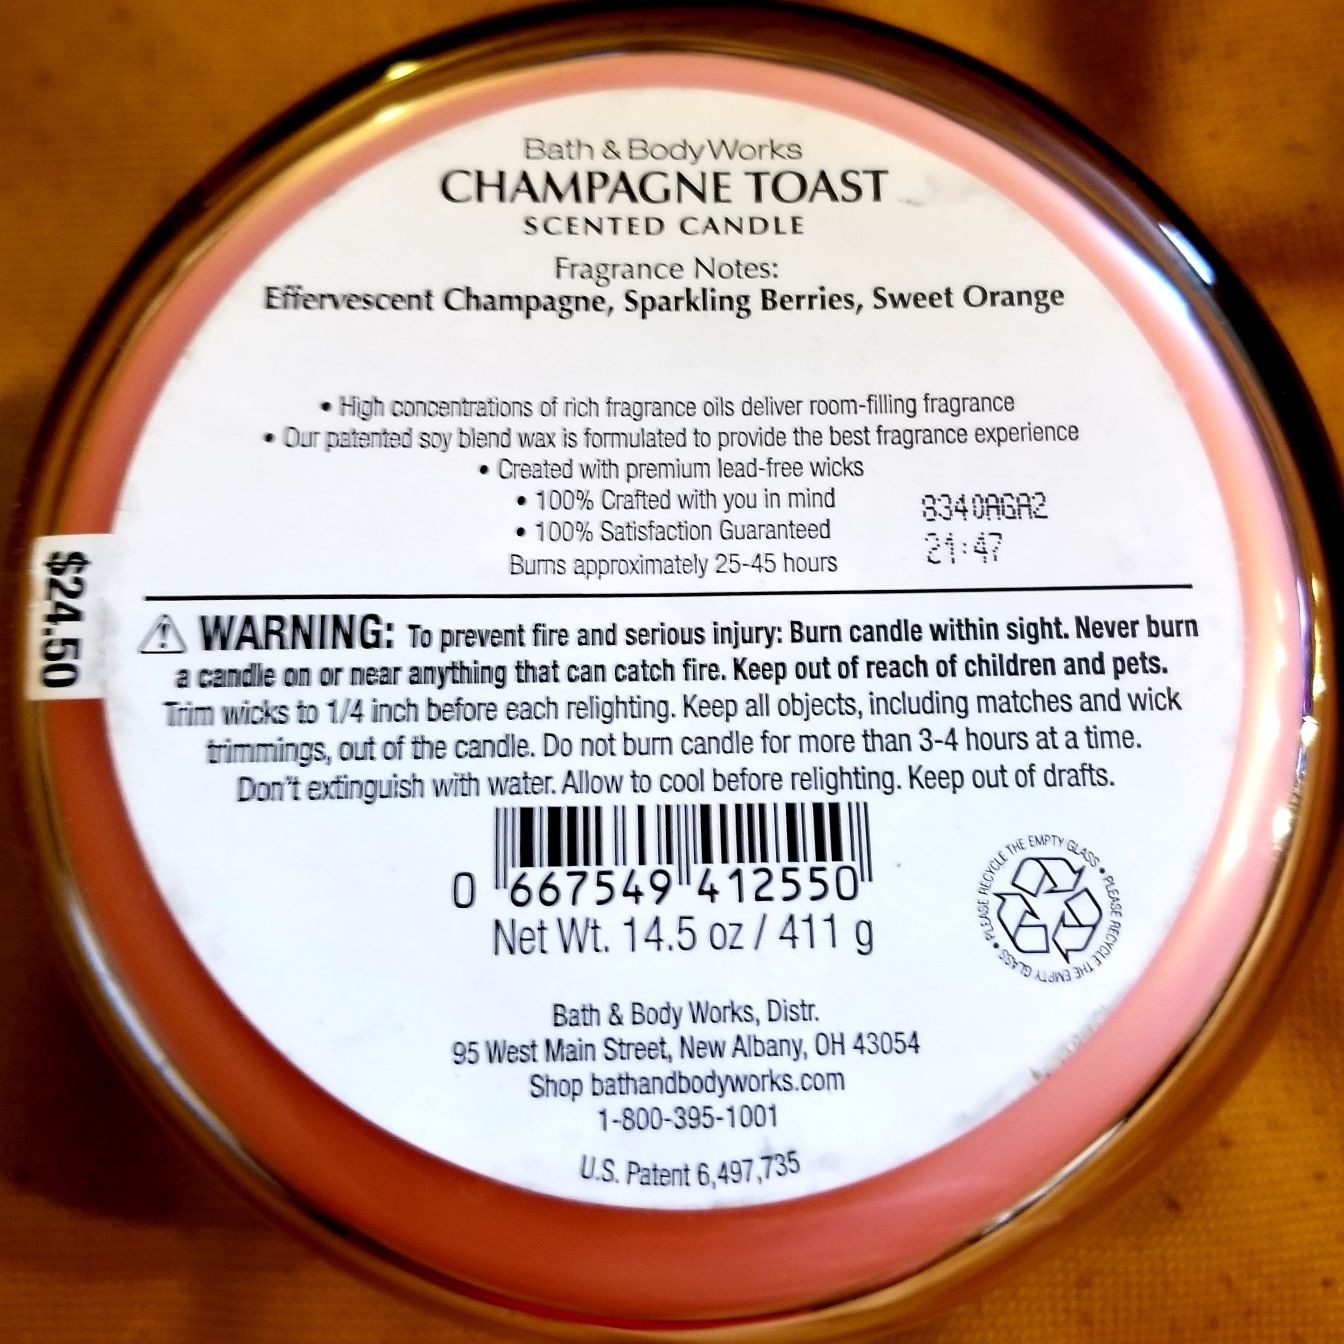 Bath & Body Works
CHAMPAGNE TOAST
SCENTED CANDLE
Fragrance Notes:
Effervescent Champagne, Sparkling Berries, Sweet Orange
• High concentrations of rich fragrance oils deliver room-filling fragrance
• Our patented soy blend wax is formulated to provide the best fragrance experience
• Created with premium lead-free wicks
• 100% Crafted with you in mind
• 100% Satisfaction Guaranteed
Burns approximately 25-45 hours
8340AGA2
21:47
$24.50
WARNING: To prevent fire and serious injury: Burn candle within sight. Never burn
a candle on or near anything that can catch fire. Keep out of reach of children and pets.
Trim wicks to 1/4 inch before each relighting. Keep all objects, including matches and wick
trimmings, out of the candle. Do not burn candle for more than 3-4 hours at a time.
Don't extinguish with water. Allow to cool before relighting. Keep out of drafts.
0 667549 412550
Net Wt. 14.5 oz / 411 g
• PLEASE RECYCLE THE EMPTY GLASS • PLEASE RECYCLE THE EMPTY GLASS
Bath & Body Works, Distr.
95 West Main Street, New Albany, OH 43054
Shop bathandbodyworks.com
1-800-395-1001
U.S. Patent 6,497,735